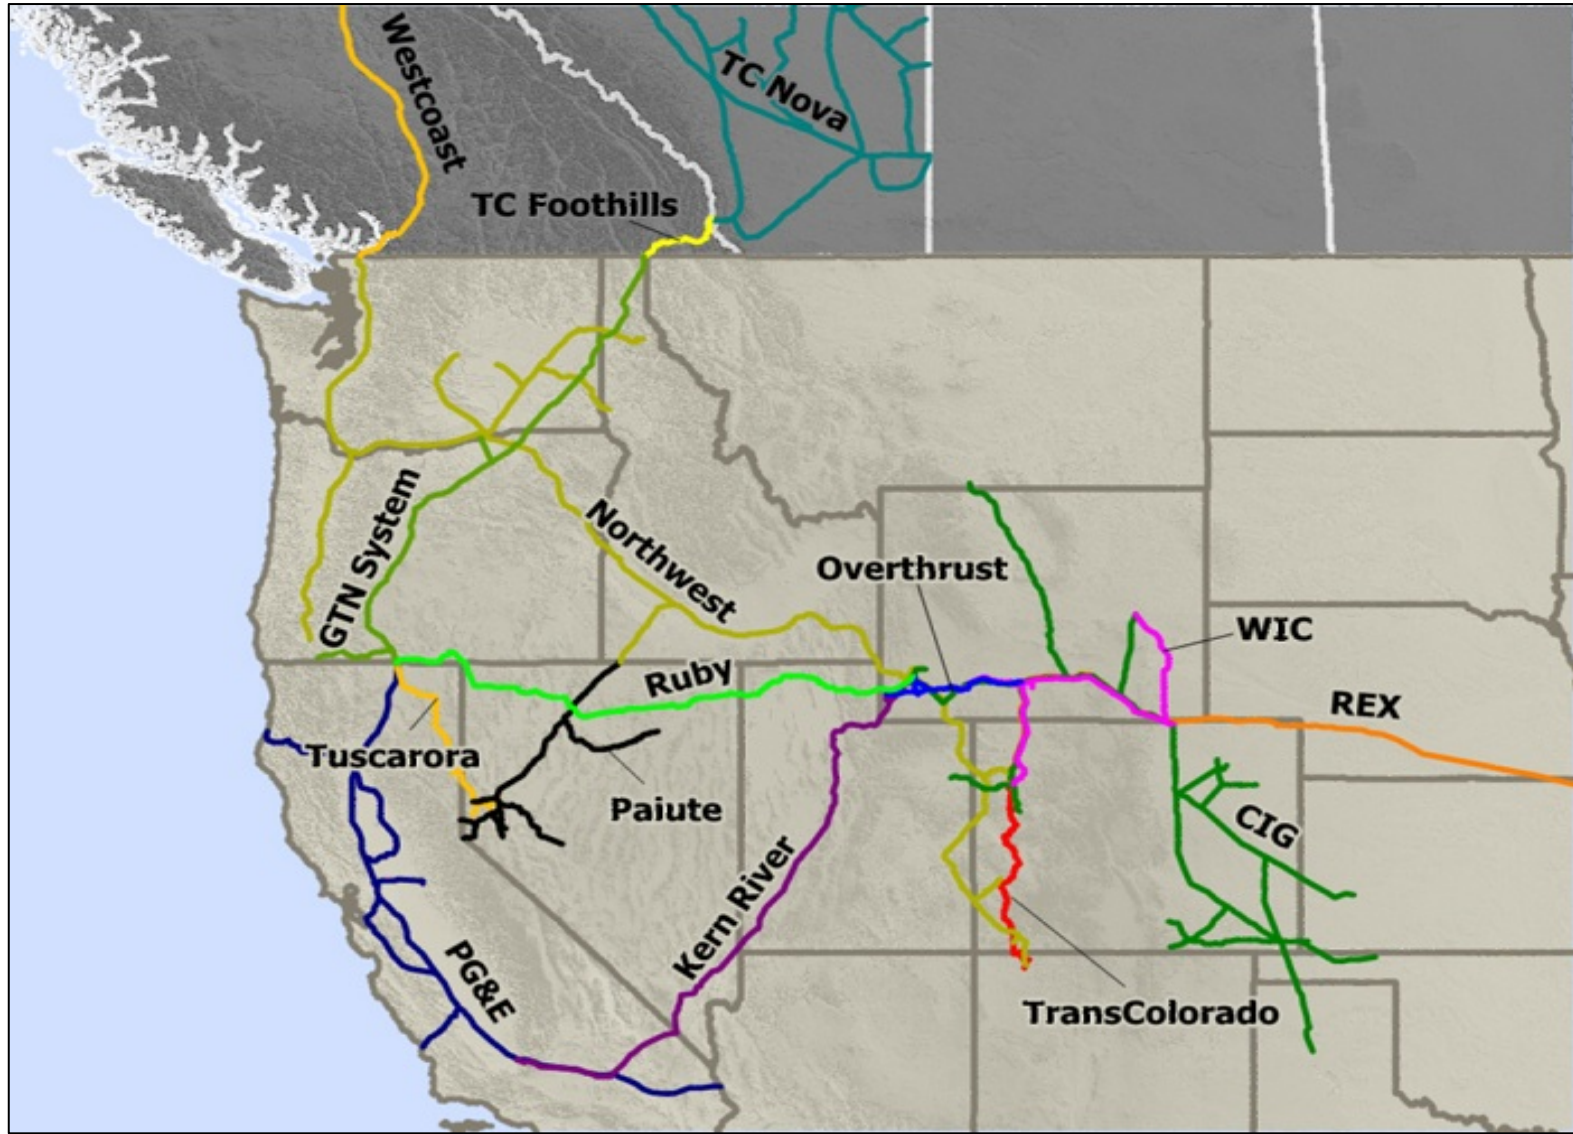 Westcoast
TC Nova
TC Foothills
GTN System
Northwest
Overthrust
WIC
Ruby
REX
Tuscarora
Paiute
CIG
Kern River
PG&E
TransColorado